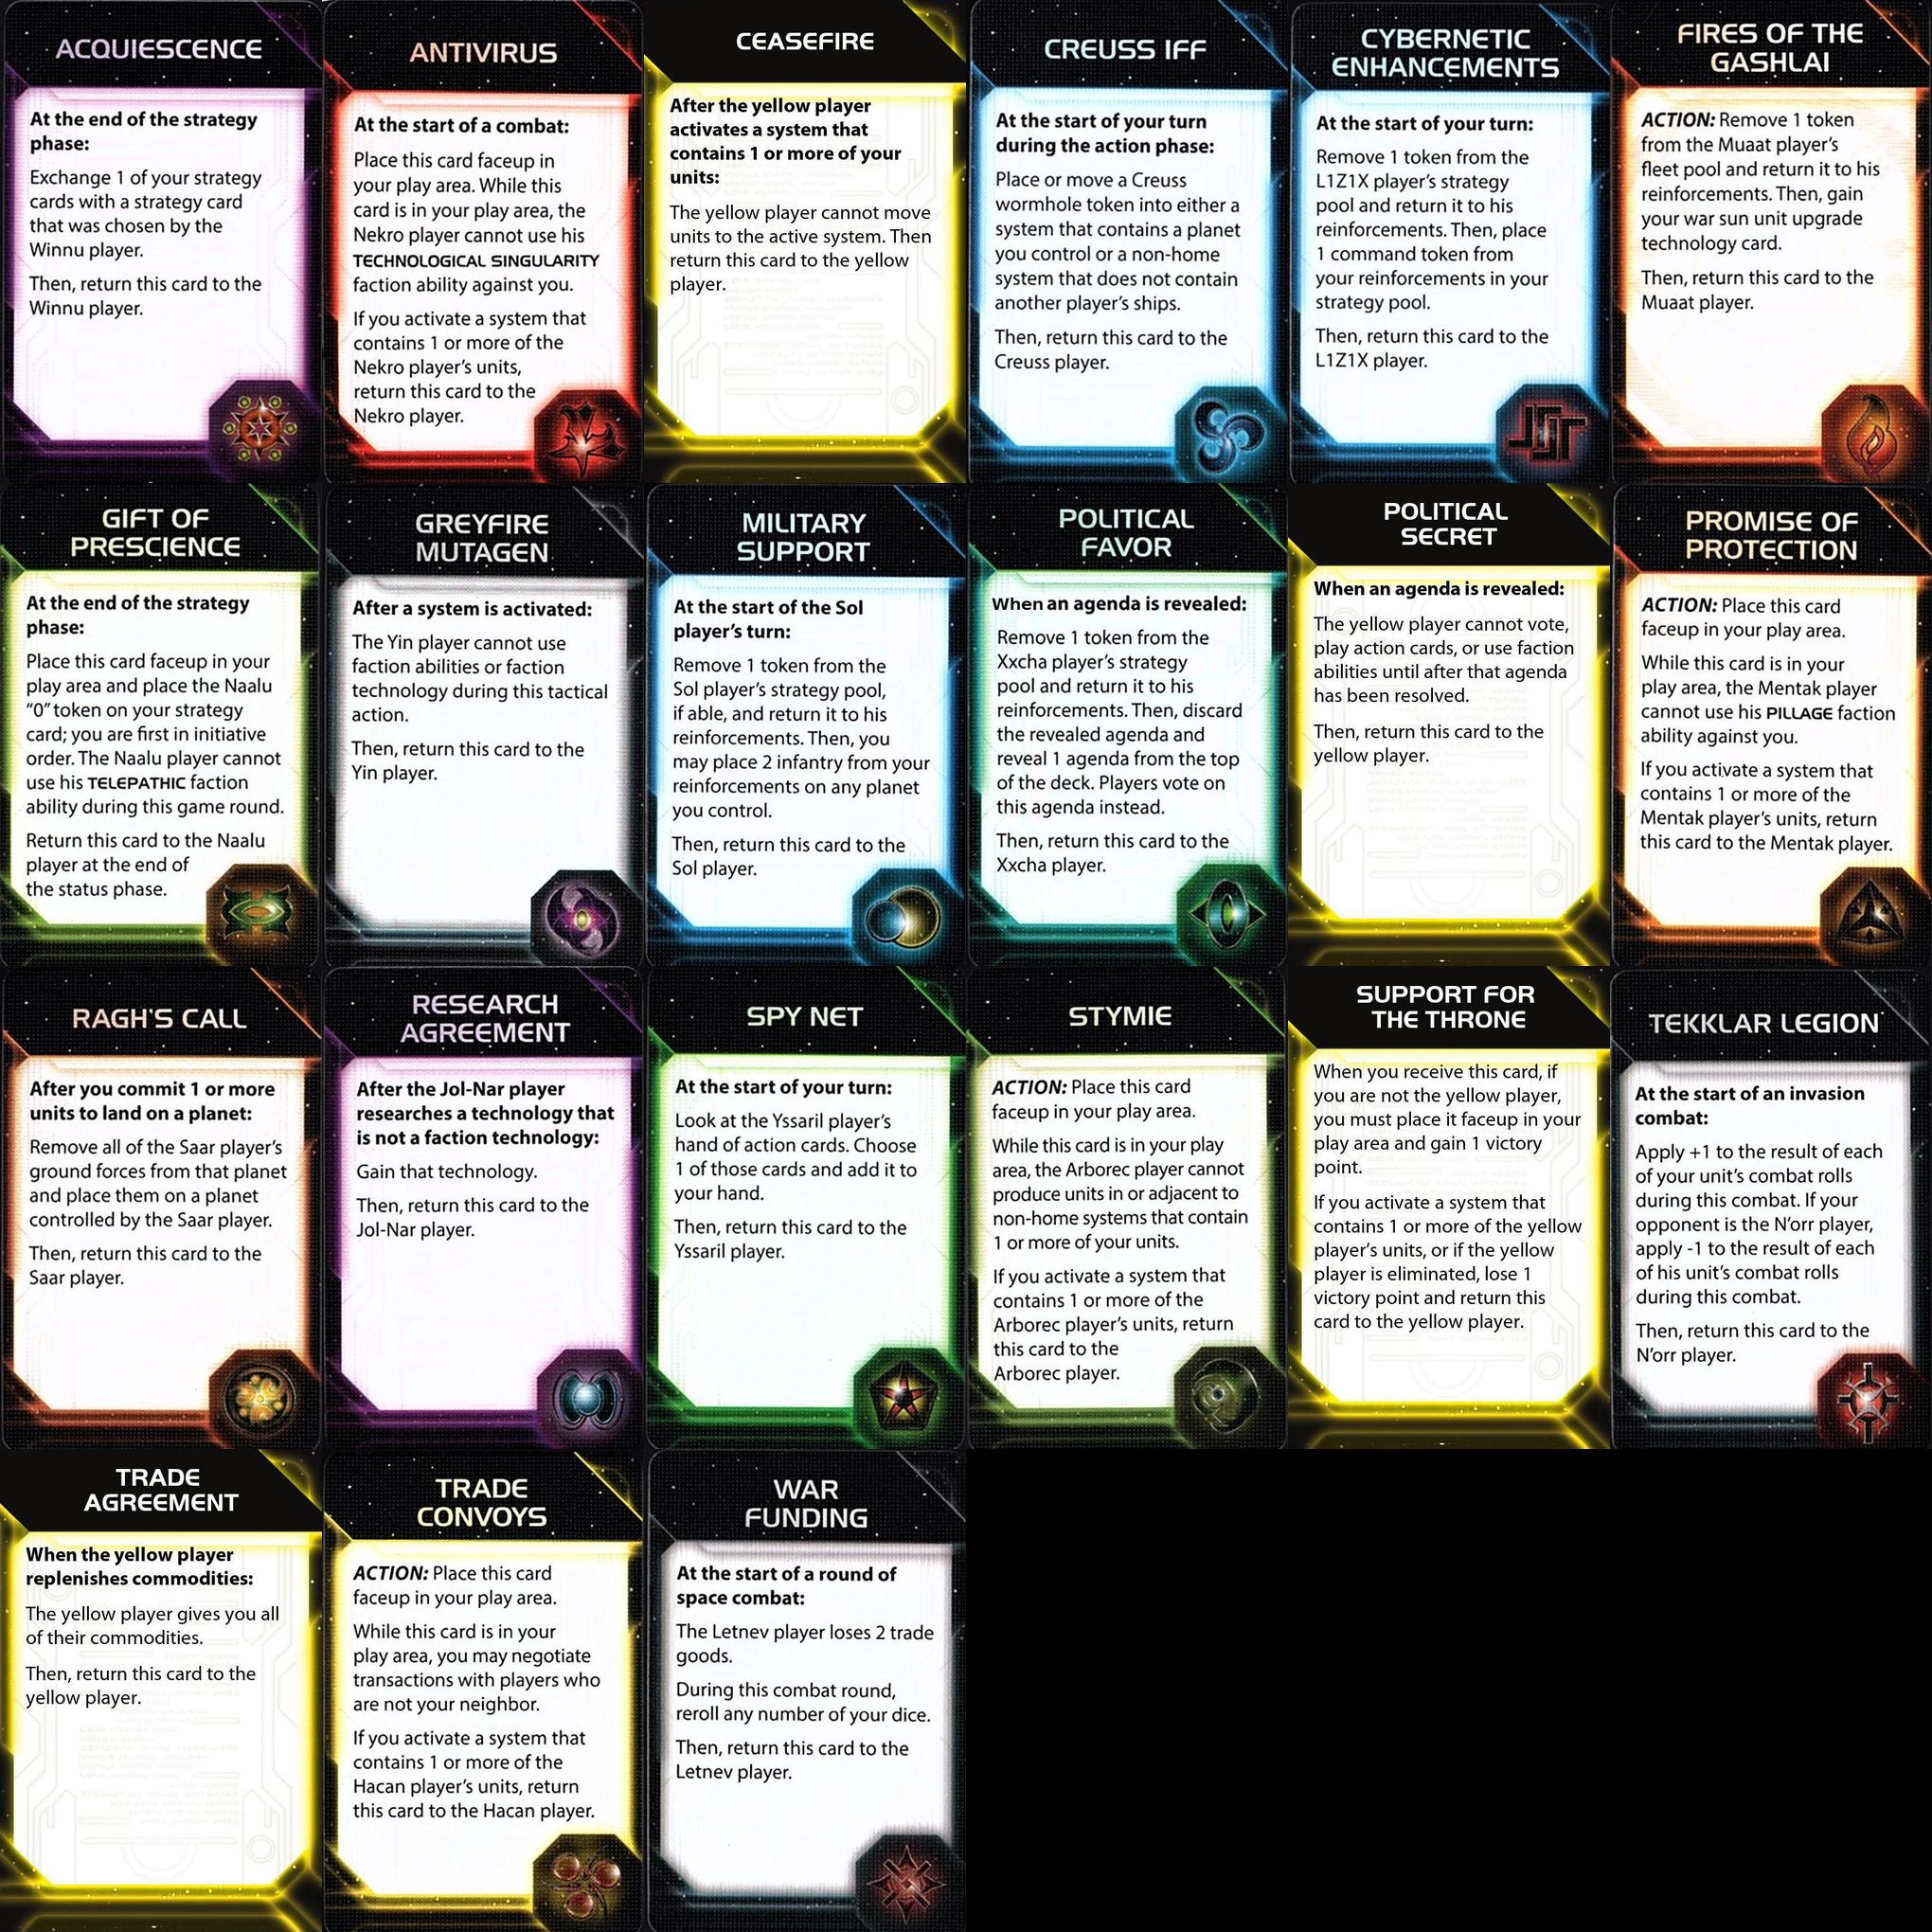 ACQUIESCENCE
At the end of the strategy
phase:
Exchange 1 of your strategy
cards with a strategy card
that was chosen by the
Winnu player.
Then, return this card to the
Winnu player.
ANTIVIRUS
At the start of a combat:
Place this card faceup in
your play area. While this
card is in your play area, the
Nekro player cannot use his
TECHNOLOGICAL SINGULARITY
faction ability against you.
If you activate a system that
contains 1 or more of the
Nekro player's units,
return this card to the
Nekro player.
CEASEFIRE
After the yellow player
activates a system that
contains 1 or more of your
units:
The yellow player cannot move
units to the active system. Then
return this card to the yellow
player.
CREUSS IFF
At the start of your turn
during the action phase:
Place or move a Creuss
wormhole token into either a
system that contains a planet
you control or a non-home
system that does not contain
another player's ships.
Then, return this card to the
Creuss player.
CYBERNETIC
ENHANCEMENTS
At the start of your turn:
Remove 1 token from the
L1Z1X player's strategy
pool and return it to his
reinforcements. Then, place
1 command token from
your reinforcements in your
strategy pool.
Then, return this card to the
L1Z1X player.
FIRES OF THE
GASHLAI
ACTION: Remove 1 token
from the Muaat player's
fleet pool and return it to his
reinforcements. Then, gain
your war sun unit upgrade
technology card.
Then, return this card to the
Muaat player.
GIFT OF
PRESCIENCE
At the end of the strategy
phase:
Place this card faceup in your
play area and place the Naalu
"0" token on your strategy
card; you are first in initiative
order. The Naalu player cannot
use his TELEPATHIC faction
ability during this game round.
Return this card to the Naalu
player at the end of
the status phase.
GREYFIRE
MUTAGEN
After a system is activated:
The Yin player cannot use
faction abilities or faction
technology during this tactical
action.
Then, return this card to the
Yin player.
MILITARY
SUPPORT
At the start of the Sol
player's turn:
Remove 1 token from the
Sol player's strategy pool,
if able, and return it to his
reinforcements. Then, you
may place 2 infantry from your
reinforcements on any planet
you control.
Then, return this card to the
Sol player.
POLITICAL
FAVOR
When an agenda is revealed:
Remove 1 token from the
Xxcha player's strategy
pool and return it to his
reinforcements. Then, discard
the revealed agenda and
reveal 1 agenda from the top
of the deck. Players vote on
this agenda instead.
Then, return this card to the
Xxcha player.
POLITICAL
SECRET
When an agenda is revealed:
The yellow player cannot vote,
play action cards, or use faction
abilities until after that agenda
has been resolved.
Then, return this card to the
yellow player.
PROMISE OF
PROTECTION
ACTION: Place this card
faceup in your play area.
While this card is in your
play area, the Mentak player
cannot use his PILLAGE faction
ability against you.
If you activate a system that
contains 1 or more of the
Mentak player's units, return
this card to the Mentak player.
RAGH'S CALL
After you commit 1 or more
units to land on a planet:
Remove all of the Saar player's
ground forces from that planet
and place them on a planet
controlled by the Saar player.
Then, return this card to the
Saar player.
RESEARCH
AGREEMENT
After the Jol-Nar player
researches a technology that
is not a faction technology:
Gain that technology.
Then, return this card to the
Jol-Nar player.
SPY NET
At the start of your turn:
Look at the Yssaril player's
hand of action cards. Choose
1 of those cards and add it to
your hand.
Then, return this card to the
Yssaril player.
STYMIE
ACTION: Place this card
faceup in your play area.
While this card is in your play
area, the Arborec player cannot
produce units in or adjacent to
non-home systems that contain
1 or more of your units.
If you activate a system that
contains 1 or more of the
Arborec player's units, return
this card to the
Arborec player.
SUPPORT FOR
THE THRONE
When you receive this card, if
you are not the yellow player,
you must place it faceup in your
play area and gain 1 victory
point.
If you activate a system that
contains 1 or more of the yellow
player's units, or if the yellow
player is eliminated, lose 1
victory point and return this
card to the yellow player.
TEKKLAR LEGION
At the start of an invasion
combat:
Apply +1 to the result of each
of your unit's combat rolls
during this combat. If your
opponent is the N'orr player,
apply -1 to the result of each
of his unit's combat rolls
during this combat.
Then, return this card to the
N'orr player.
TRADE
AGREEMENT
When the yellow player
replenishes commodities:
The yellow player gives you all
of their commodities.
Then, return this card to the
yellow player.
TRADE
CONVOYS
ACTION: Place this card
faceup in your play area.
While this card is in your
play area, you may negotiate
transactions with players who
are not your neighbor.
If you activate a system that
contains 1 or more of the
Hacan player's units, return
this card to the Hacan player.
WAR
FUNDING
At the start of a round of
space combat:
The Letnev player loses 2 trade
goods.
During this combat round,
reroll any number of your dice.
Then, return this card to the
Letnev player.